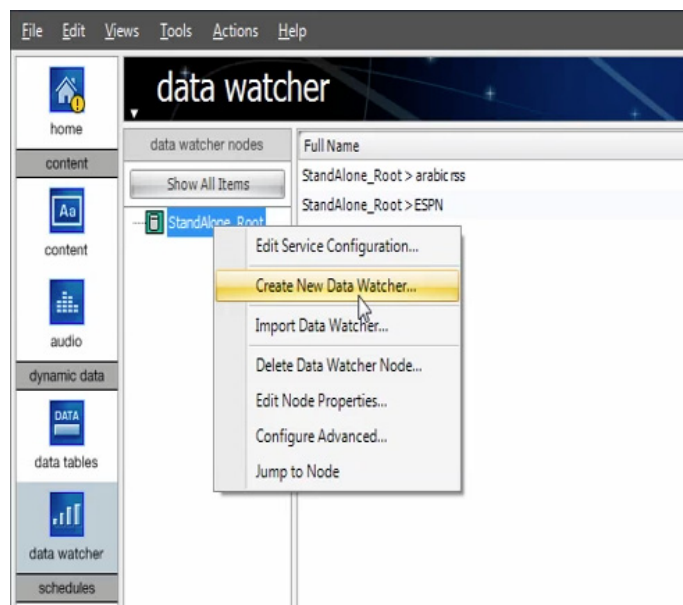 File Edit Views Tools Actions Help
data watcher
home
content
content
audio
dynamic data
DATA
data tables
data watcher
schedules
Aa
data watcher nodes
Show All Items
StandAlone_Root
Full Name
StandAlone_Root > arabicrss
StandAlone_Root > ESPN
Edit Service Configuration...
Create New Data Watcher...
Import Data Watcher...
Delete Data Watcher Node...
Edit Node Properties...
Configure Advanced...
Jump to Node